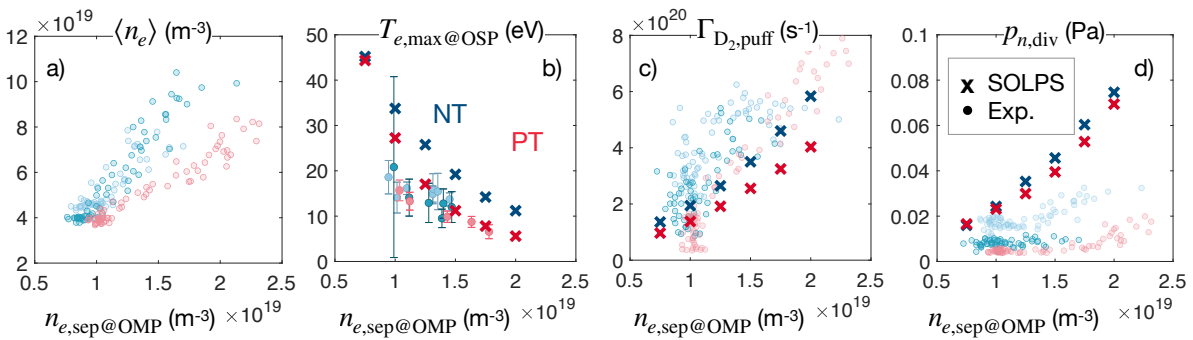 × 10^19 ⟨n_e⟩ (m^-3)
12
10
8
6
4
2
a)
0.5 1 1.5 2 2.5
× 10^19
n_e,sep@OMP (m^-3)
T_e,max@OSP (eV)
50
40
30
20
10
0
b)
NT
PT
0.5 1 1.5 2 2.5
× 10^19
n_e,sep@OMP (m^-3)
× 10^20 Γ_D_2,puff (s^-1)
8
6
4
2
0
c)
0.5 1 1.5 2 2.5
× 10^19
n_e,sep@OMP (m^-3)
p_n,div (Pa)
0.1
0.08
0.06
0.04
0.02
0
d)
x SOLPS
Exp.
0.5 1 1.5 2 2.5
× 10^19
n_e,sep@OMP (m^-3)